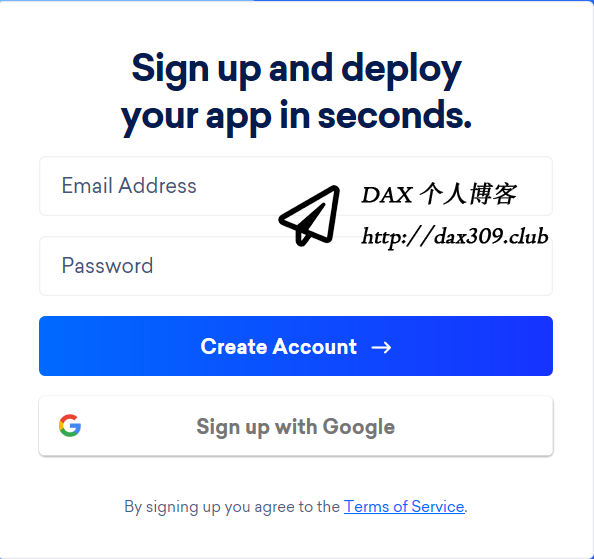 Sign up and deploy
your app in seconds.
Email Address
DAX 个人博客
http://dax309.club
Password
Create Account →
Sign up with Google
By signing up you agree to the Terms of Service.